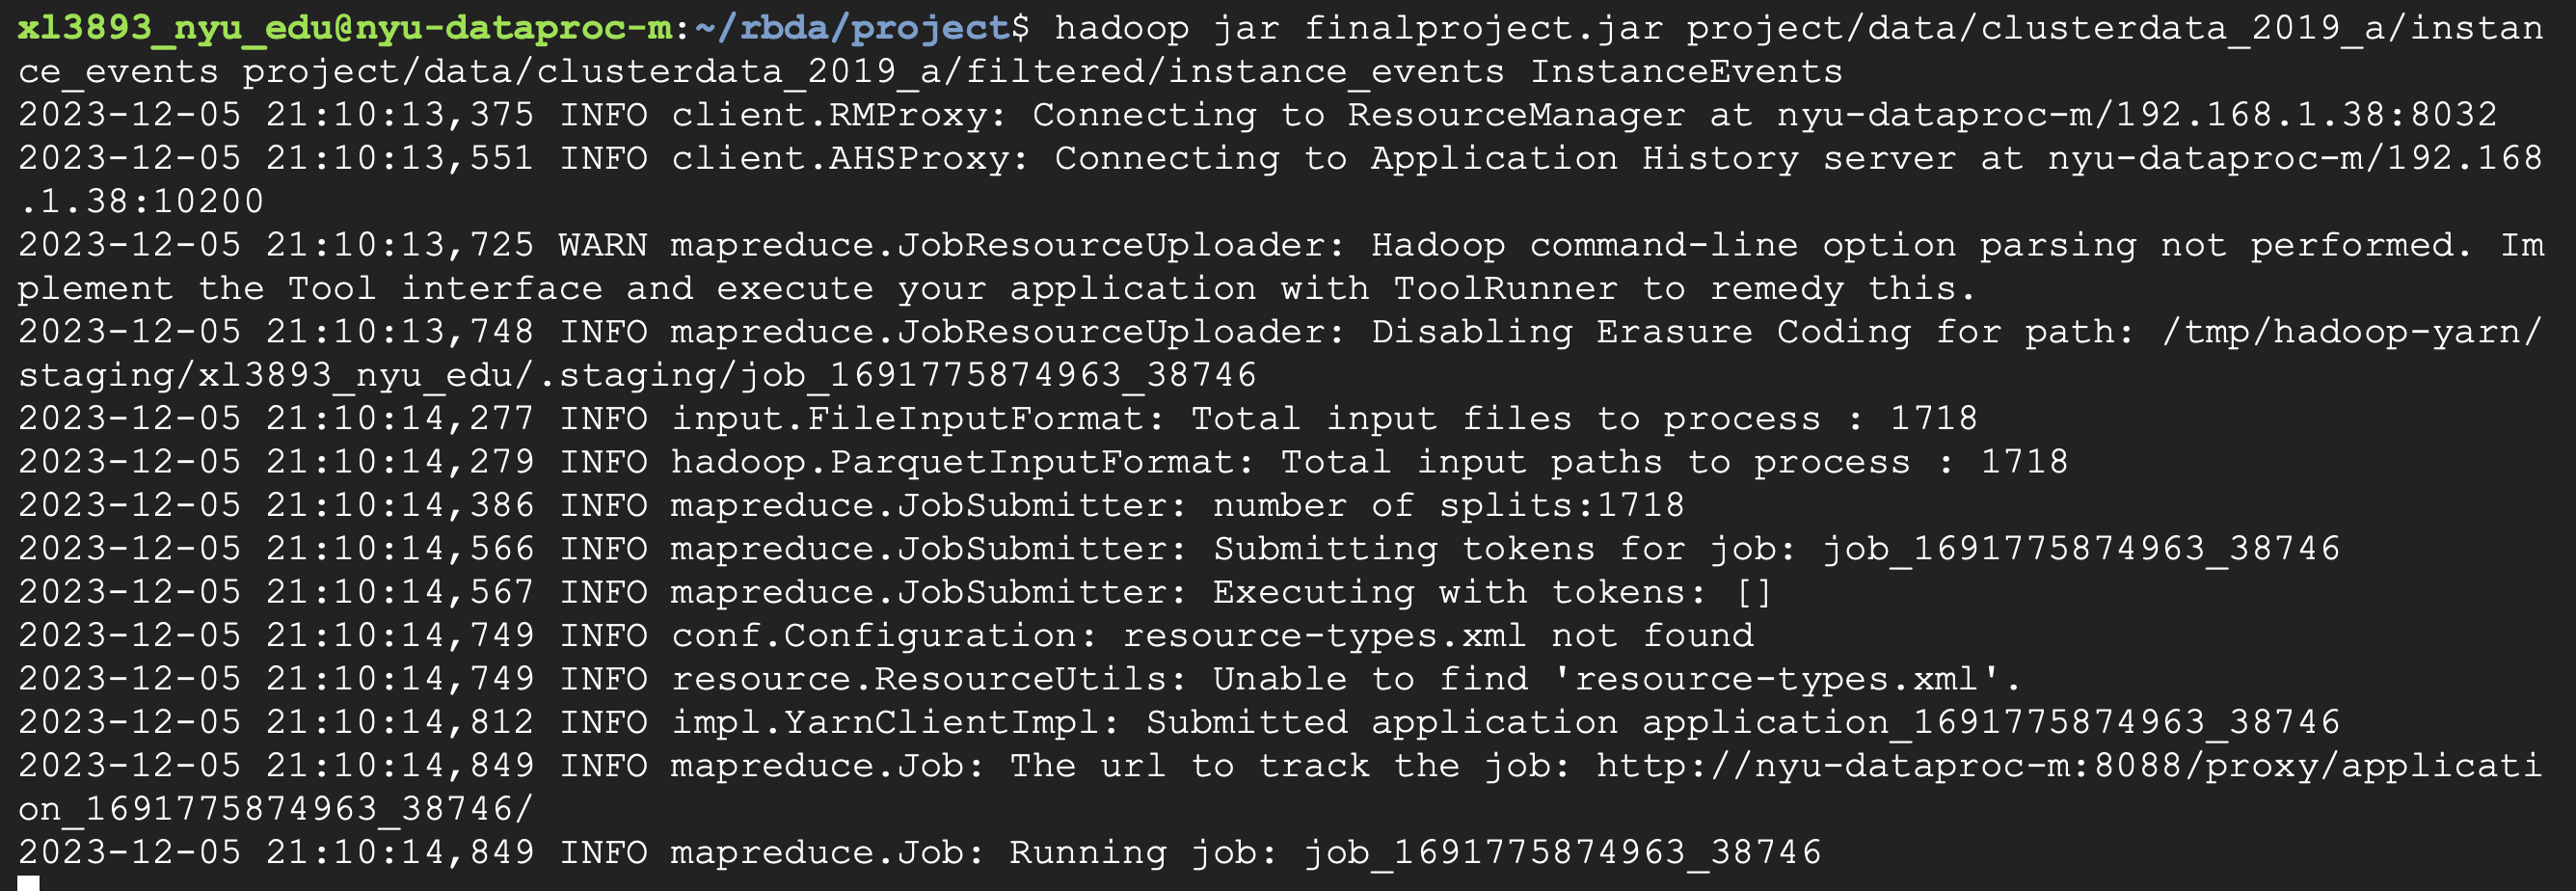 xl3893_nyu_edu@nyu-dataproc-m:~/rbda/project$ hadoop jar finalproject.jar project/data/clusterdata_2019_a/instan
ce_events project/data/clusterdata_2019_a/filtered/instance_events InstanceEvents
2023-12-05 21:10:13,375 INFO client.RMProxy: Connecting to ResourceManager at nyu-dataproc-m/192.168.1.38:8032
2023-12-05 21:10:13,551 INFO client.AHSProxy: Connecting to Application History server at nyu-dataproc-m/192.168
.1.38:10200
2023-12-05 21:10:13,725 WARN mapreduce.JobResourceUploader: Hadoop command-line option parsing not performed. Im
plement the Tool interface and execute your application with ToolRunner to remedy this.
2023-12-05 21:10:13,748 INFO mapreduce.JobResourceUploader: Disabling Erasure Coding for path: /tmp/hadoop-yarn/
staging/xl3893_nyu_edu/.staging/job_1691775874963_38746
2023-12-05 21:10:14,277 INFO input.FileInputFormat: Total input files to process : 1718
2023-12-05 21:10:14,279 INFO hadoop.ParquetInputFormat: Total input paths to process : 1718
2023-12-05 21:10:14,386 INFO mapreduce.JobSubmitter: number of splits:1718
2023-12-05 21:10:14,566 INFO mapreduce.JobSubmitter: Submitting tokens for job: job_1691775874963_38746
2023-12-05 21:10:14,567 INFO mapreduce.JobSubmitter: Executing with tokens: []
2023-12-05 21:10:14,749 INFO conf.Configuration: resource-types.xml not found
2023-12-05 21:10:14,749 INFO resource.ResourceUtils: Unable to find 'resource-types.xml'.
2023-12-05 21:10:14,812 INFO impl.YarnClientImpl: Submitted application application_1691775874963_38746
2023-12-05 21:10:14,849 INFO mapreduce.Job: The url to track the job: http://nyu-dataproc-m:8088/proxy/applicati
on_1691775874963_38746/
2023-12-05 21:10:14,849 INFO mapreduce.Job: Running job: job_1691775874963_38746